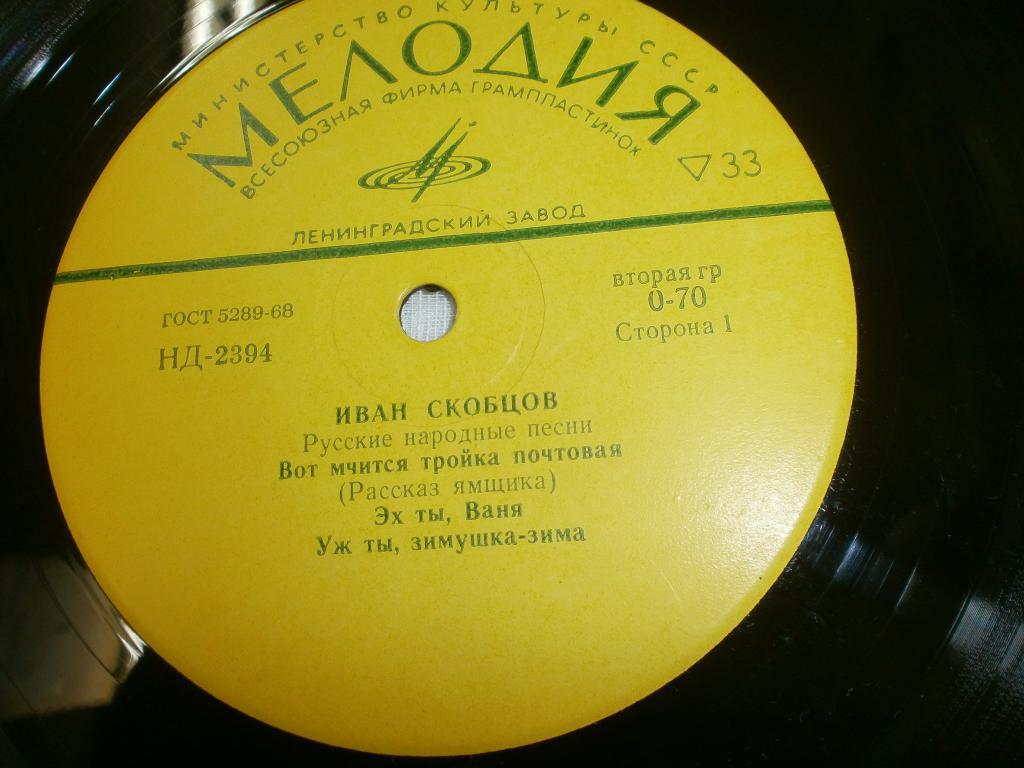 МИНИСТЕРСТВО КУЛЬТУРЫ СССР
МЕЛОДИЯ
ВСЕСОЮЗНАЯ ФИРМА ГРАМПЛАСТИНОК
▽33
ЛЕНИНГРАДСКИЙ ЗАВОД
ГОСТ 5289-68
НД-2394
вторая гр
0-70
Сторона 1
ИВАН СКОБЦОВ
Русские народные песни
Вот мчится тройка почтовая
(Рассказ ямщика)
Эх ты, Ваня
Уж ты, зимушка-зима